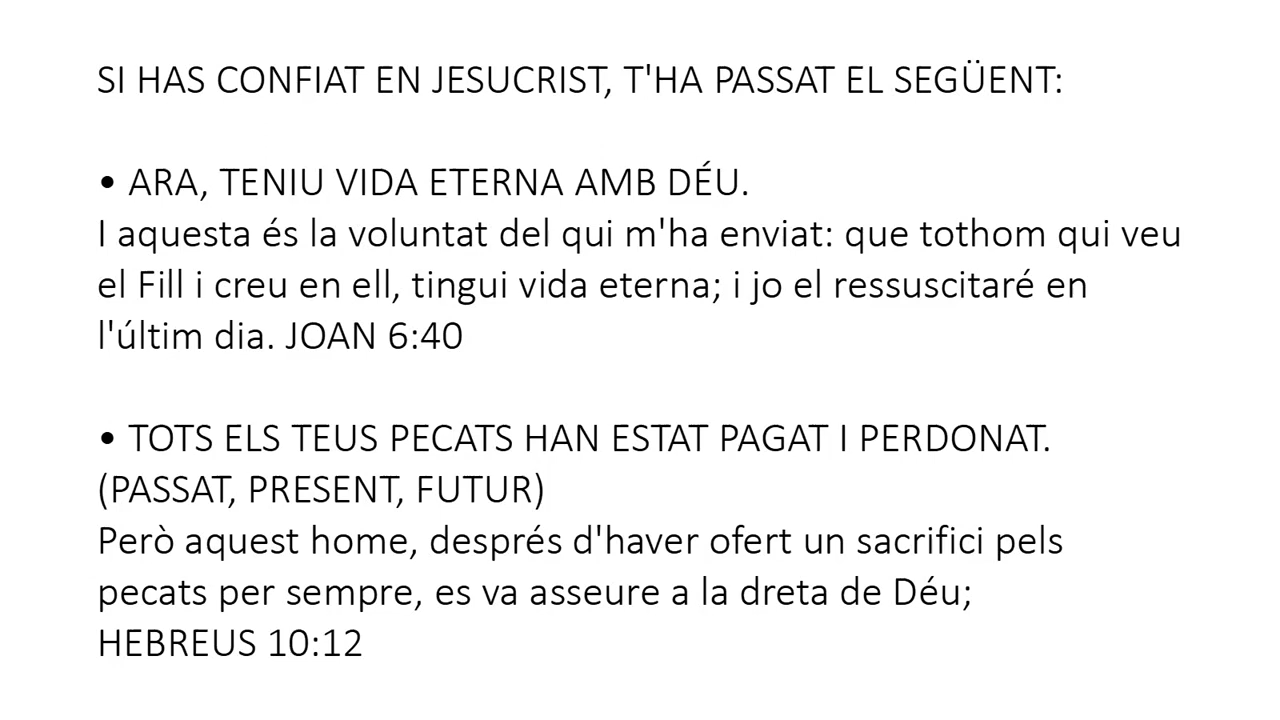 SI HAS CONFIAT EN JESUCRIST, T'HA PASSAT EL SEGÜENT:
• ARA, TENIU VIDA ETERNA AMB DÉU.
I aquesta és la voluntat del qui m'ha enviat: que tothom qui veu
el Fill i creu en ell, tingui vida eterna; i jo el ressuscitaré en
l'últim dia. JOAN 6:40
• TOTS ELS TEUS PECATS HAN ESTAT PAGAT I PERDONAT.
(PASSAT, PRESENT, FUTUR)
Però aquest home, després d'haver ofert un sacrifici pels
pecats per sempre, es va asseure a la dreta de Déu;
HEBREUS 10:12